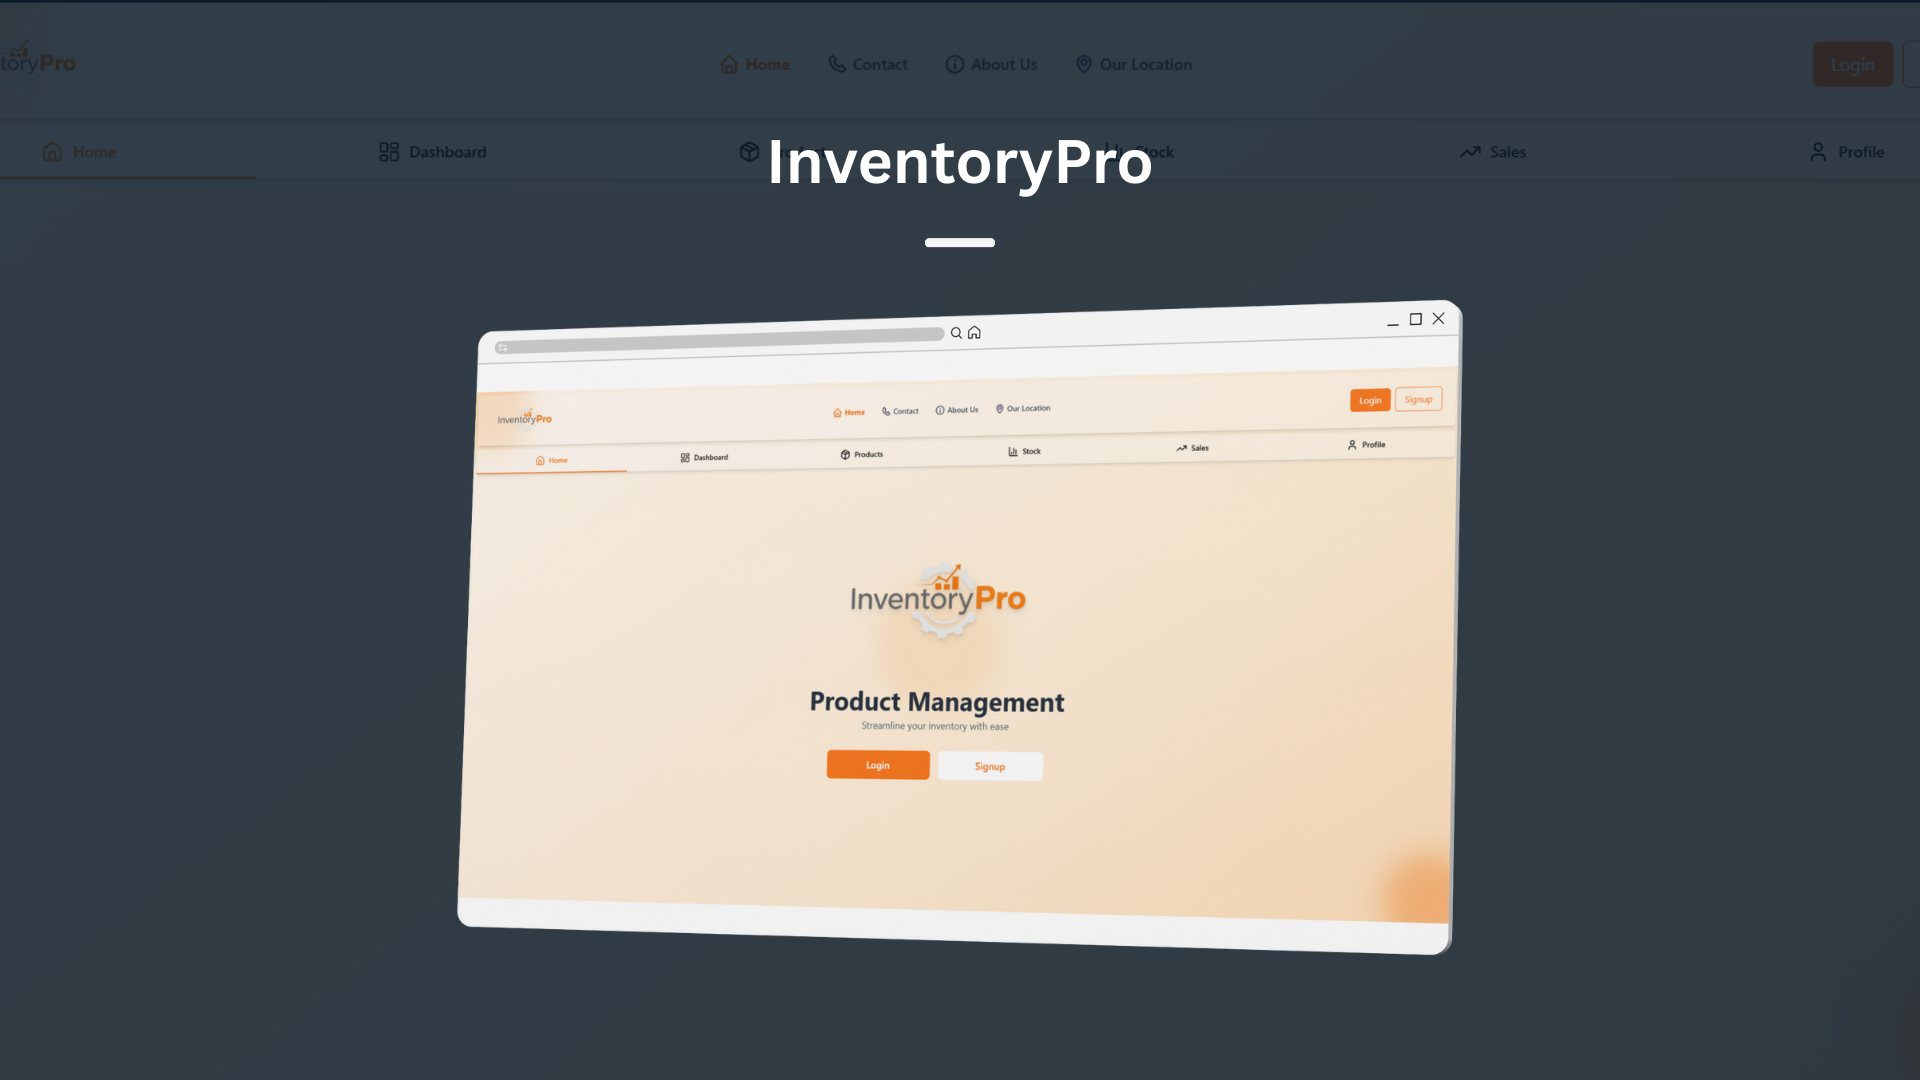 toryPro
Home Contact About Us Our Location
Login
Home Dashboard Stock Sales Profile
InventoryPro
InventoryPro
Home Contact About Us Our Location
Login Signup
Home Dashboard Products Stock Sales Profile
InventoryPro
Product Management
Streamline your inventory with ease
Login Signup